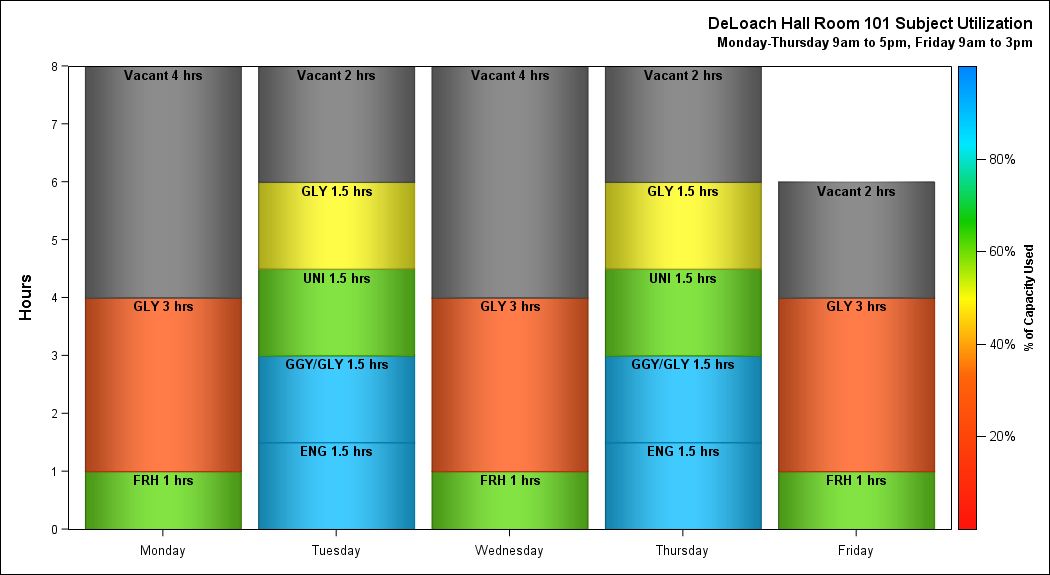 DeLoach Hall Room 101 Subject Utilization
Monday-Thursday 9am to 5pm, Friday 9am to 3pm
Hours
8
7
6
5
4
3
2
1
0
Vacant 4 hrs
GLY 3 hrs
FRH 1 hrs
Vacant 2 hrs
GLY 1.5 hrs
UNI 1.5 hrs
GGY/GLY 1.5 hrs
ENG 1.5 hrs
Vacant 4 hrs
GLY 3 hrs
FRH 1 hrs
Vacant 2 hrs
GLY 1.5 hrs
UNI 1.5 hrs
GGY/GLY 1.5 hrs
ENG 1.5 hrs
Vacant 2 hrs
GLY 3 hrs
FRH 1 hrs
Monday
Tuesday
Wednesday
Thursday
Friday
80%
60%
40%
20%
% of Capacity Used